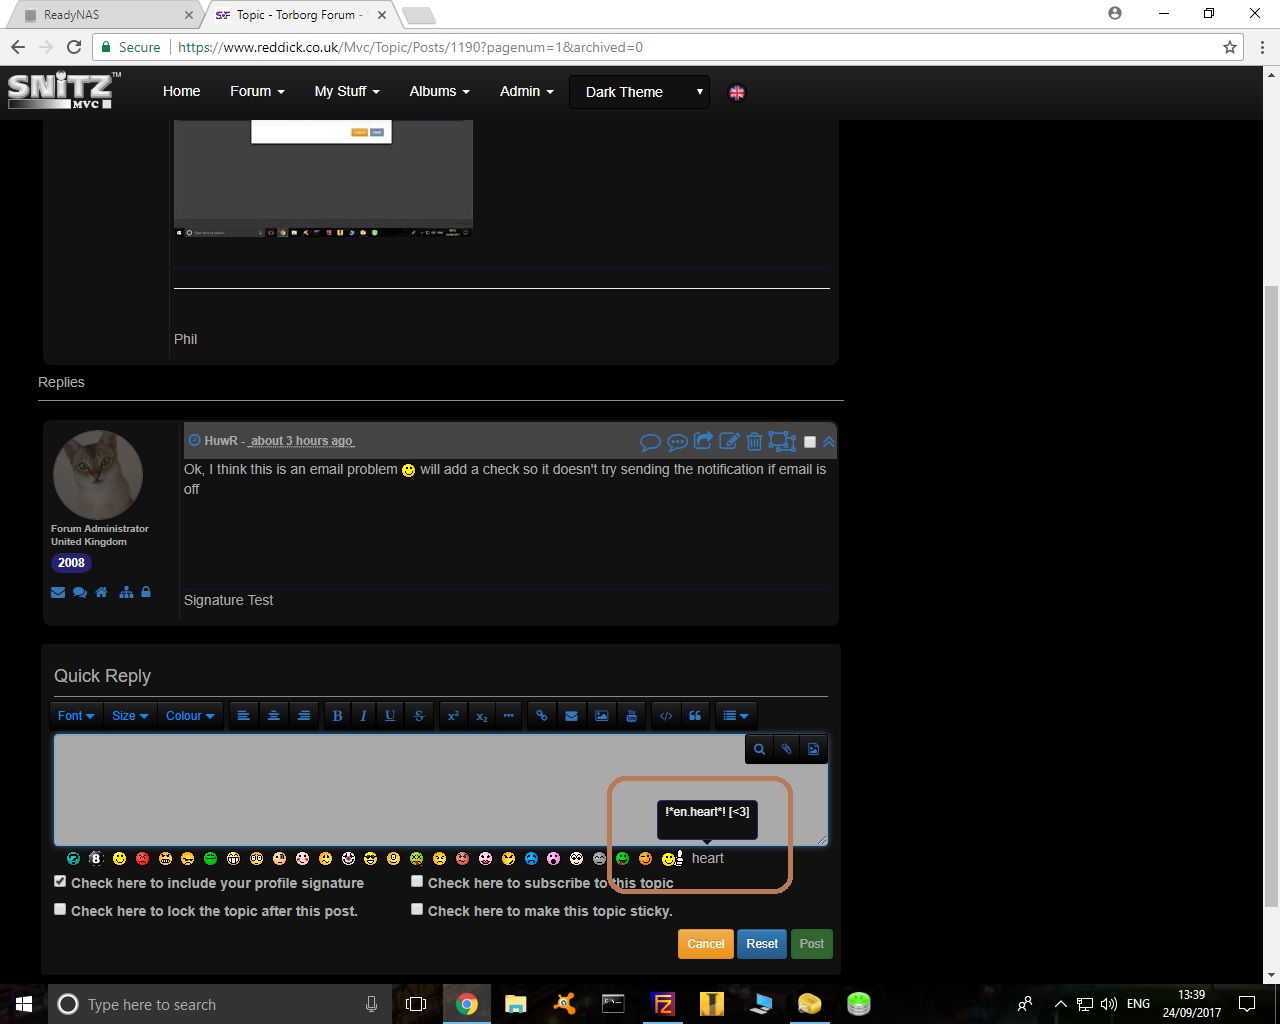 ReadyNAS
Topic - Torborg Forum -
Secure
https://www.reddick.co.uk/Mvc/Topic/Posts/1190?pagenum=1&archived=0
SNiTZ™
MVC
Home
Forum
My Stuff
Albums
Admin
Dark Theme
Phil
Replies
HuwR - about 3 hours ago
Ok, I think this is an email problem will add a check so it doesn't try sending the notification if email is
off
Forum Administrator
United Kingdom
2008
Signature Test
Quick Reply
Font
Size
Colour
B
I
U
S
x²
x₂
!*en.heart*! [<3]
heart
Check here to include your profile signature
Check here to subscribe to this topic
Check here to lock the topic after this post.
Check here to make this topic sticky.
Cancel
Reset
Post
Type here to search
ENG
13:39
24/09/2017